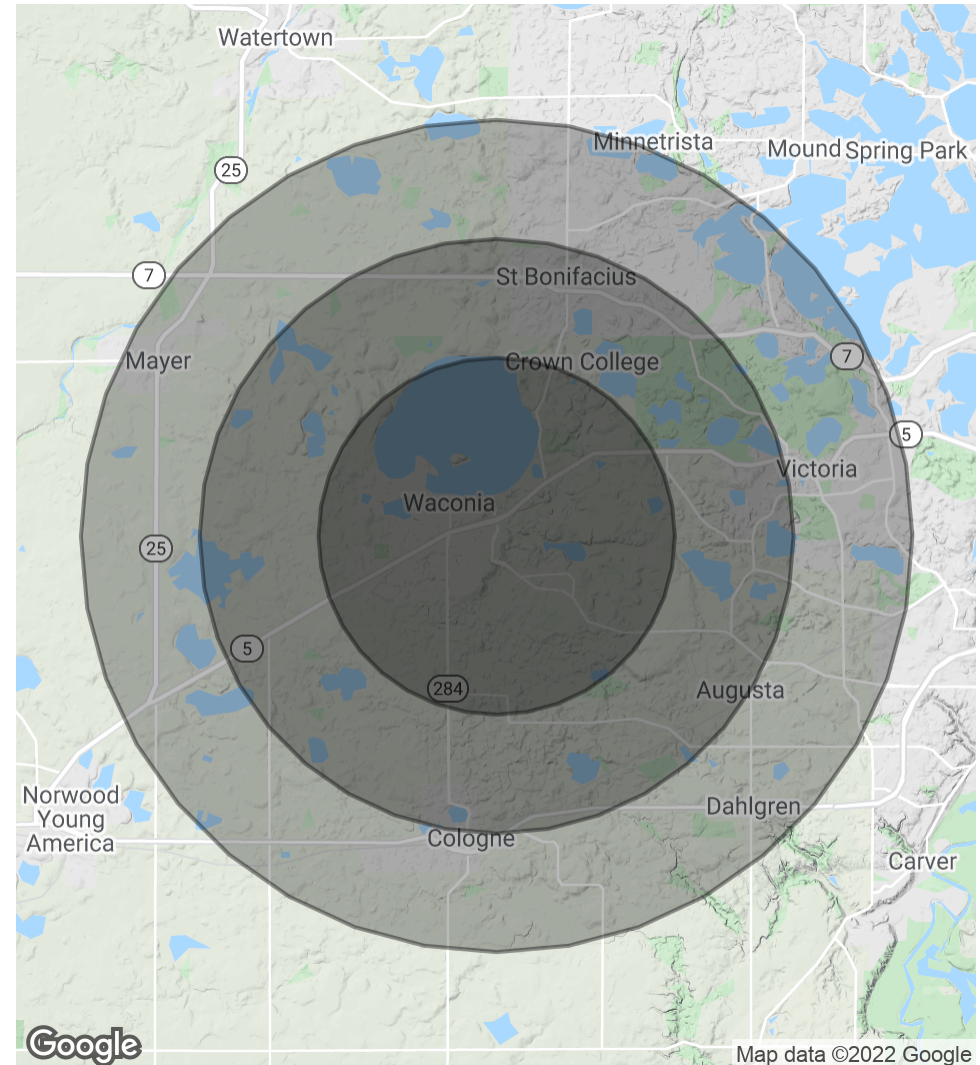 Watertown
Minnetrista
Mound
Spring Park
25
7
St Bonifacius
Mayer
Crown College
7
5
Victoria
Waconia
25
5
284
Augusta
Norwood
Young
America
Dahlgren
Cologne
Carver
Google
Map data ©2022 Google